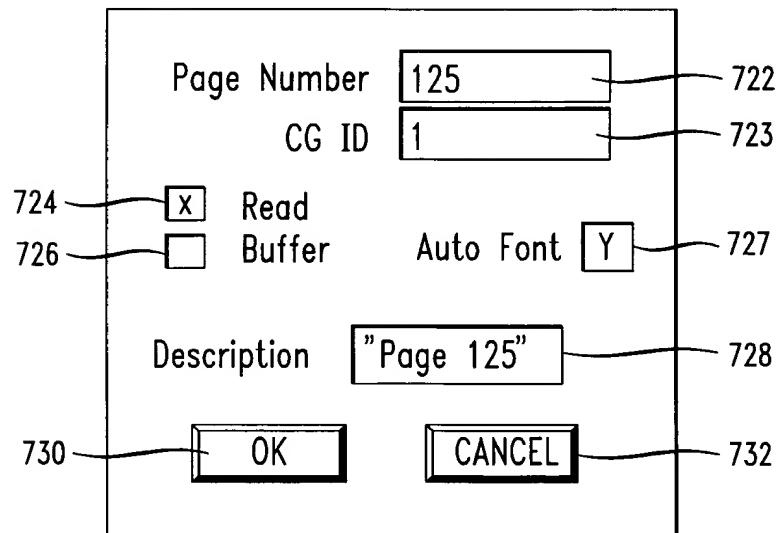 Page Number 125 722
CG ID 1 723
724 x Read
726 Buffer Auto Font Y 727
Description "Page 125" 728
730 OK CANCEL 732